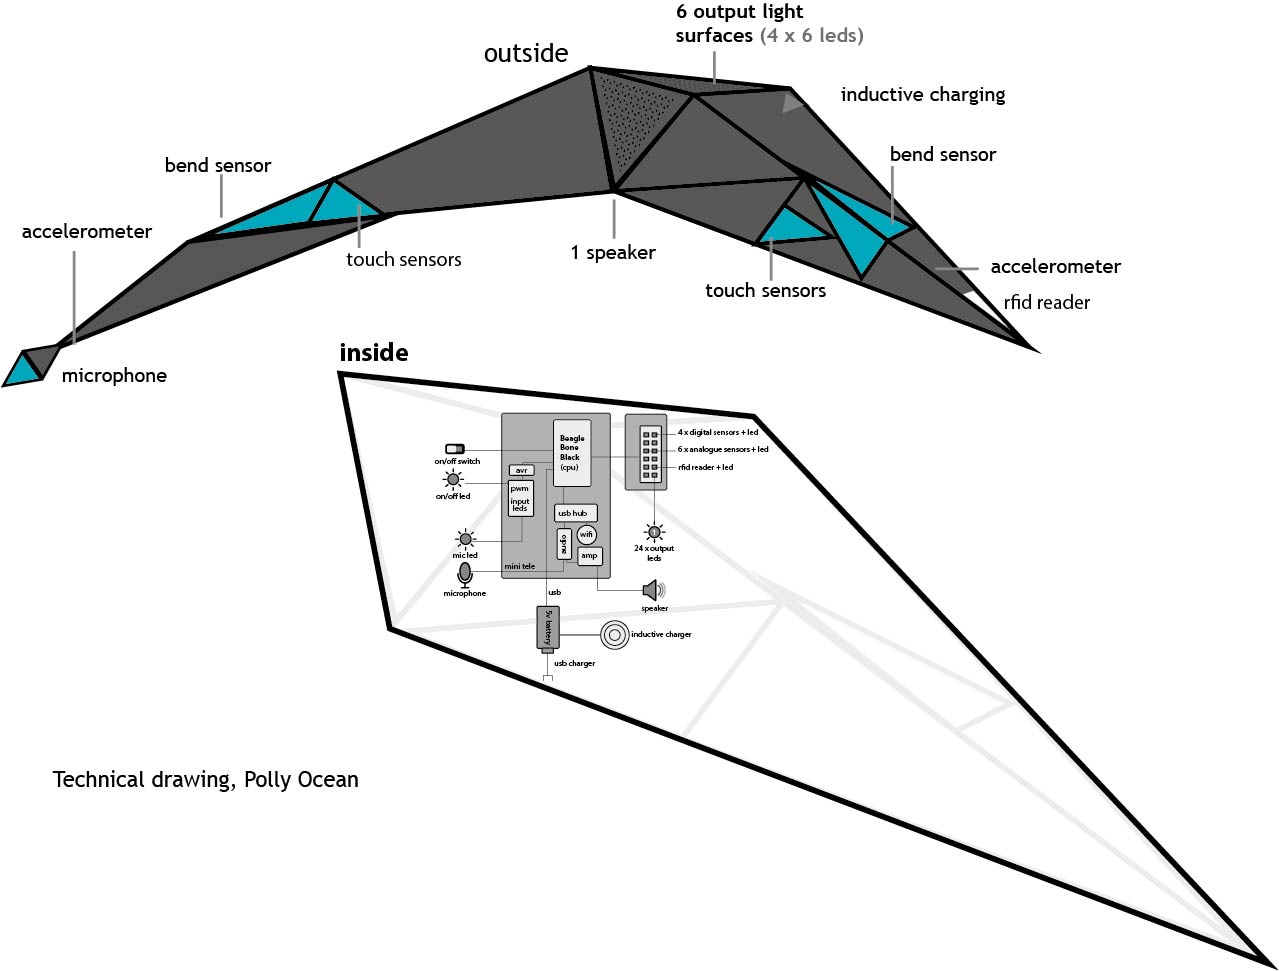 6 output light
surfaces (4 x 6 leds)
outside
inductive charging
bend sensor
bend sensor
accelerometer
touch sensors
1 speaker
touch sensors
accelerometer
rfid reader
microphone
inside
4 x digital sensors + led
6 x analogue sensors + led
rfid reader + led
Beagle
Bone
Black
(cpu)
on/off switch
avr
on/off led
pwm
input
leds
usb hub
wifi
audio
amp
mic led
mini tele
microphone
24 x output
leds
usb
speaker
5v battery
inductive charger
usb charger
Technical drawing, Polly Ocean